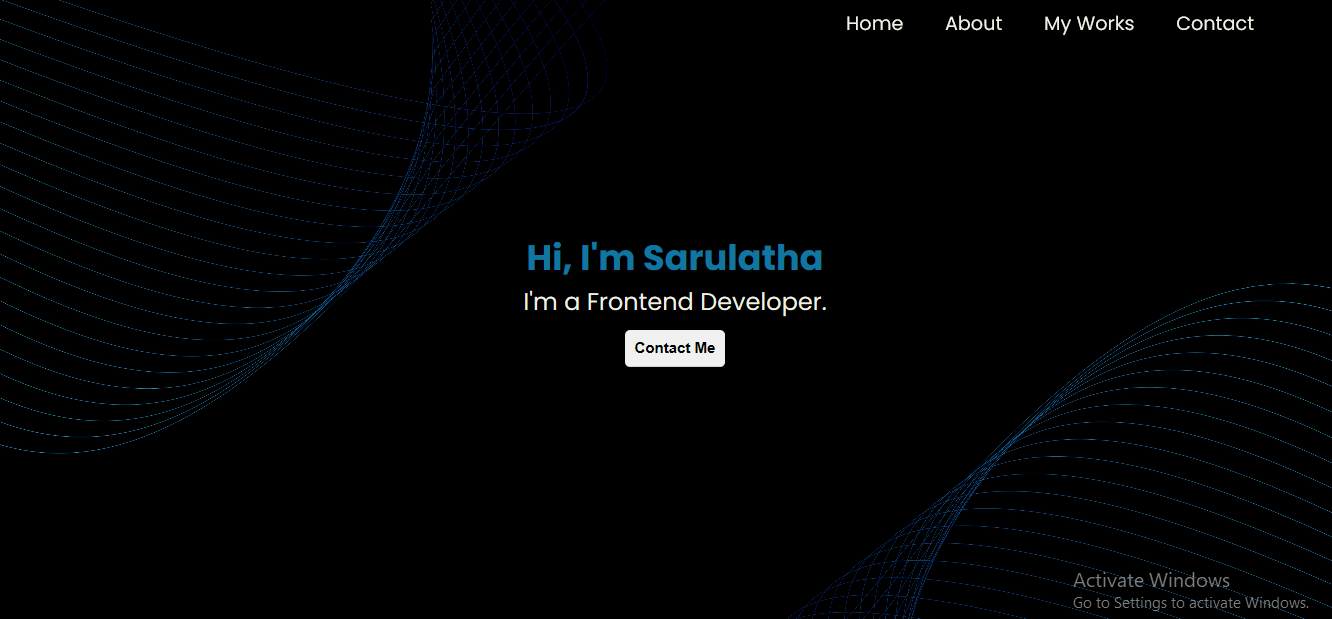 Home About My Works Contact
Hi, I'm Sarulatha
I'm a Frontend Developer.
Contact Me
Activate Windows
Go to Settings to activate Windows.